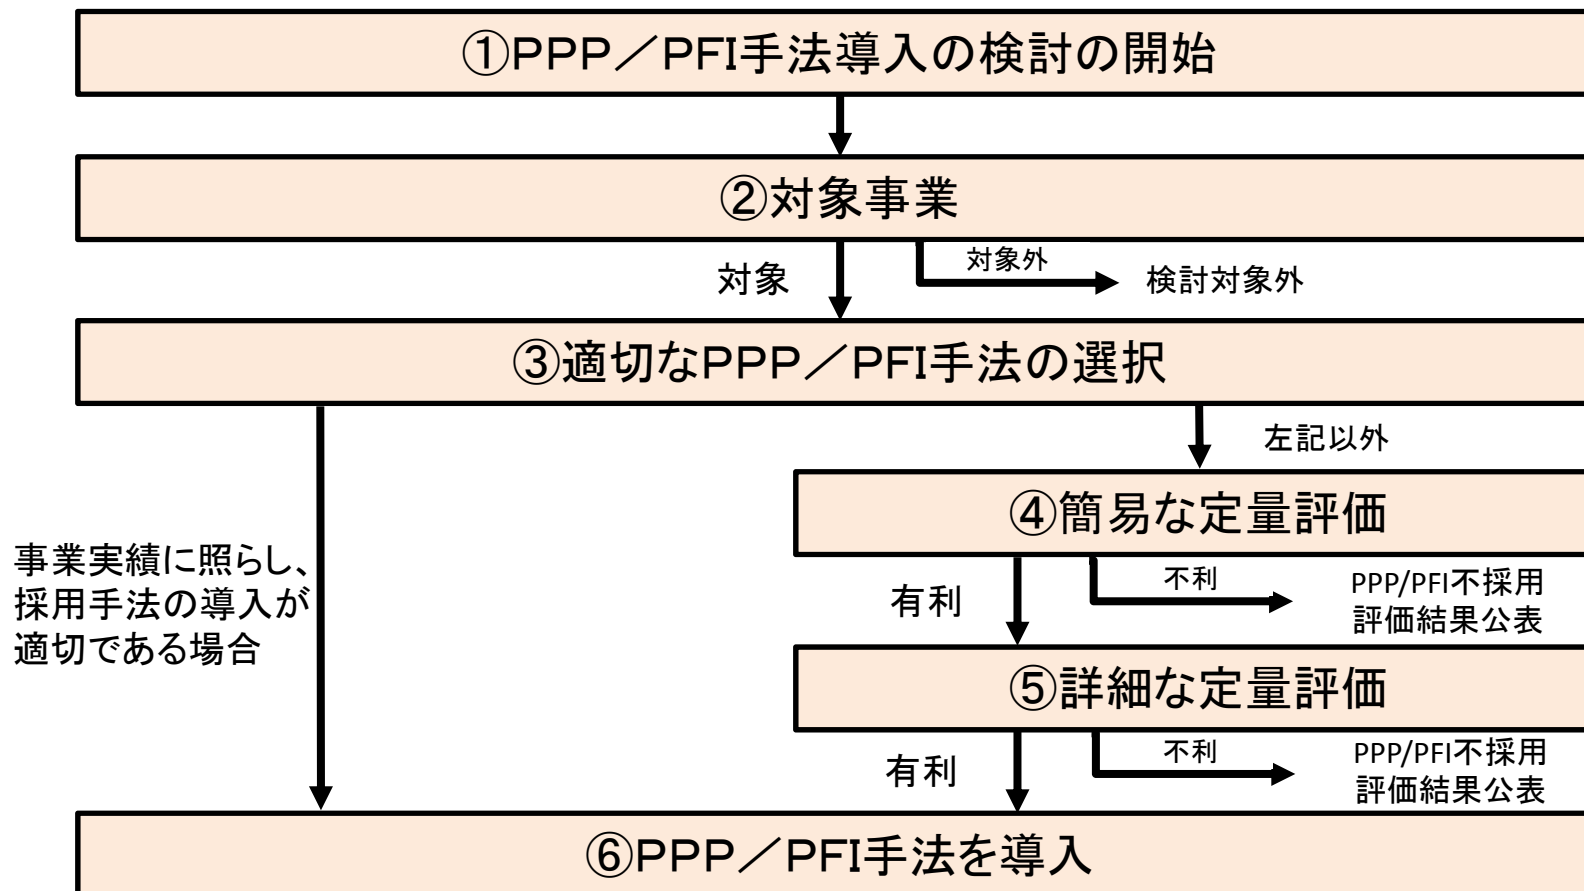 ①PPP／PFI手法導入の検討の開始
②対象事業
対象
対象外
検討対象外
③適切なPPP／PFI手法の選択
左記以外
事業実績に照らし、
採用手法の導入が
適切である場合
④簡易な定量評価
有利
不利
PPP/PFI不採用
評価結果公表
⑤詳細な定量評価
有利
不利
PPP/PFI不採用
評価結果公表
⑥PPP／PFI手法を導入